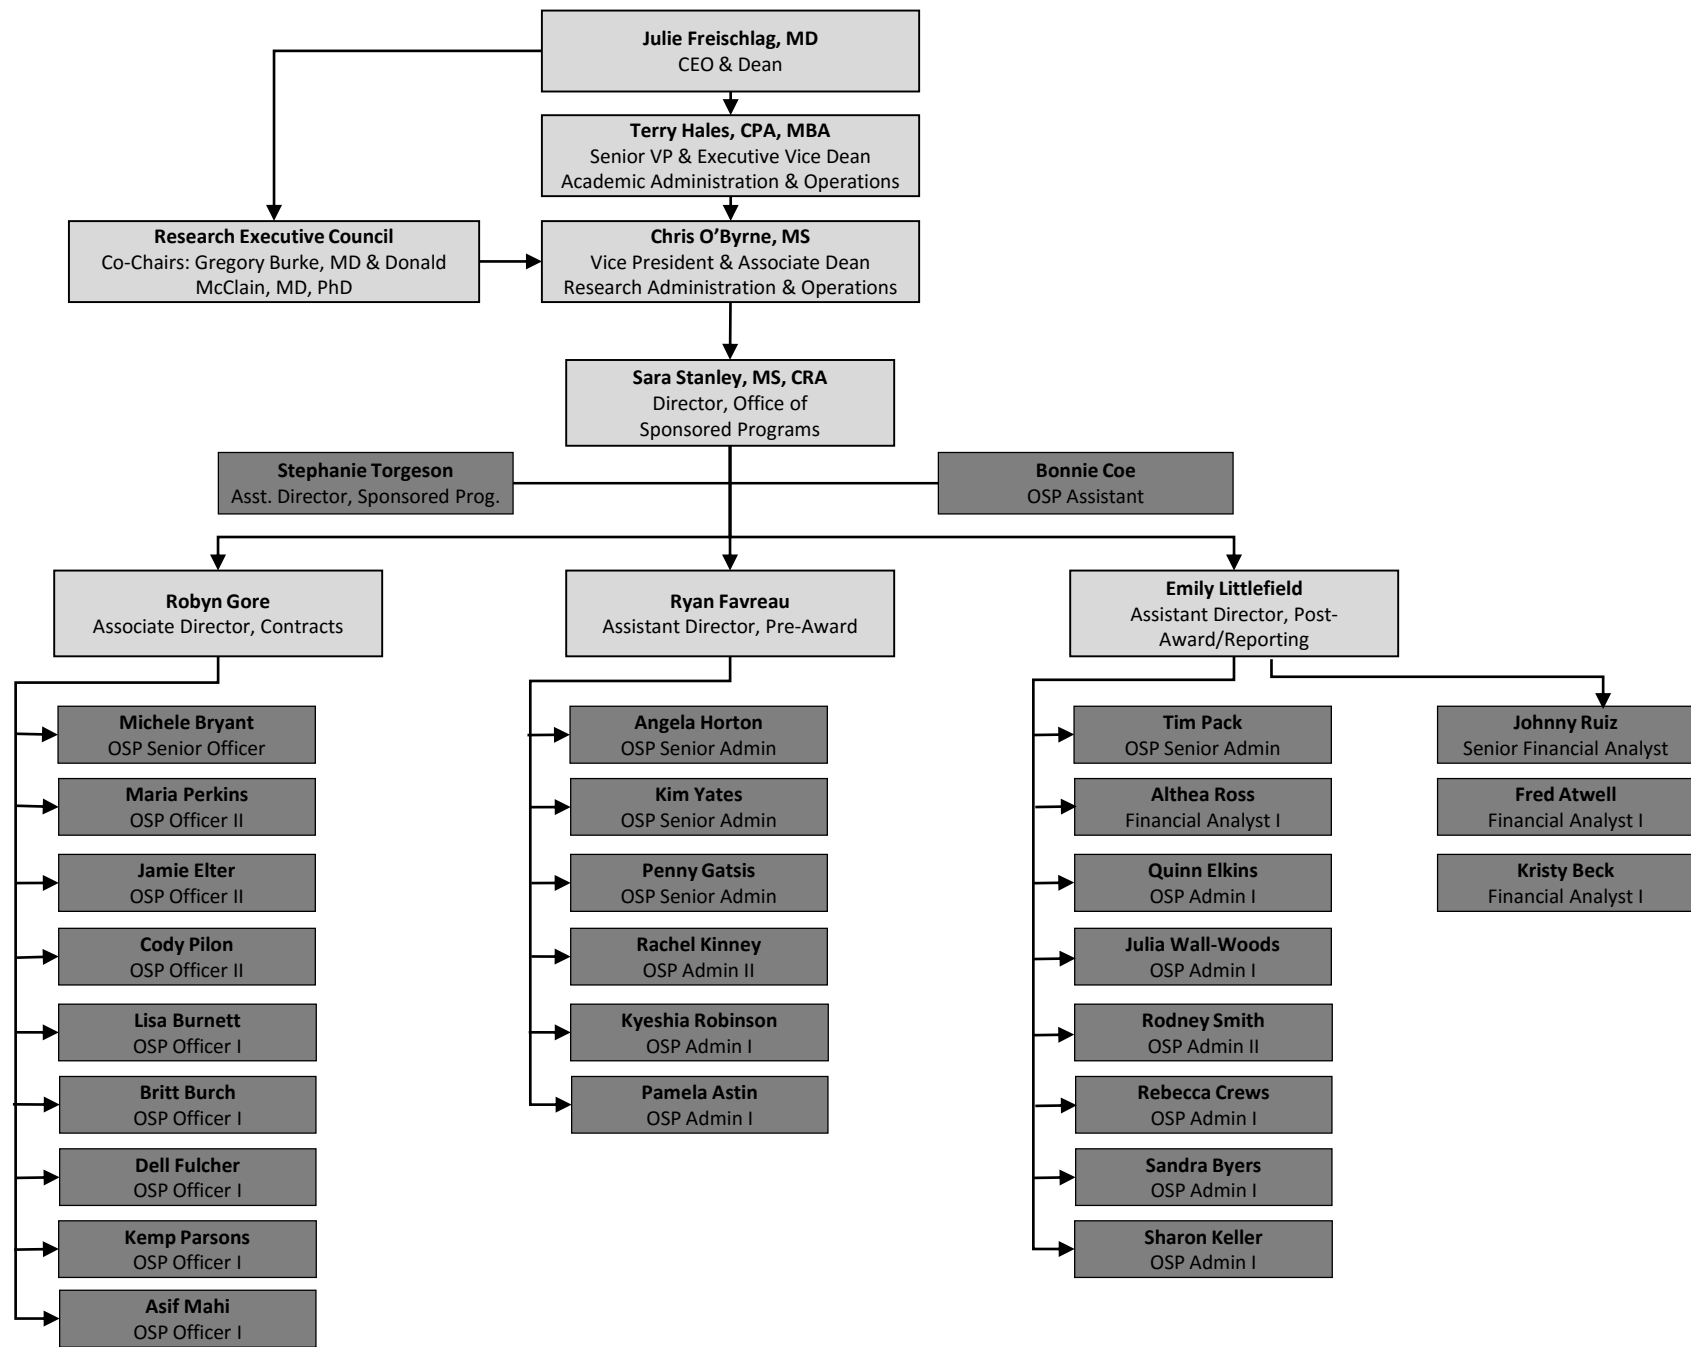 Julie Freischlag, MD
CEO & Dean
Terry Hales, CPA, MBA
Senior VP & Executive Vice Dean
Academic Administration & Operations
Research Executive Council
Co-Chairs: Gregory Burke, MD & Donald
McClain, MD, PhD
Chris O’Byrne, MS
Vice President & Associate Dean
Research Administration & Operations
Sara Stanley, MS, CRA
Director, Office of
Sponsored Programs
Stephanie Torgeson
Asst. Director, Sponsored Prog.
Bonnie Coe
OSP Assistant
Robyn Gore
Associate Director, Contracts
Ryan Favreau
Assistant Director, Pre-Award
Emily Littlefield
Assistant Director, Post-
Award/Reporting
Michele Bryant
OSP Senior Officer
Maria Perkins
OSP Officer II
Jamie Elter
OSP Officer II
Cody Pilon
OSP Officer II
Lisa Burnett
OSP Officer I
Britt Burch
OSP Officer I
Dell Fulcher
OSP Officer I
Kemp Parsons
OSP Officer I
Asif Mahi
OSP Officer I
Angela Horton
OSP Senior Admin
Kim Yates
OSP Senior Admin
Penny Gatsis
OSP Senior Admin
Rachel Kinney
OSP Admin II
Kyeshia Robinson
OSP Admin I
Pamela Astin
OSP Admin I
Tim Pack
OSP Senior Admin
Althea Ross
Financial Analyst I
Quinn Elkins
OSP Admin I
Julia Wall-Woods
OSP Admin I
Rodney Smith
OSP Admin II
Rebecca Crews
OSP Admin I
Sandra Byers
OSP Admin I
Sharon Keller
OSP Admin I
Johnny Ruiz
Senior Financial Analyst
Fred Atwell
Financial Analyst I
Kristy Beck
Financial Analyst I